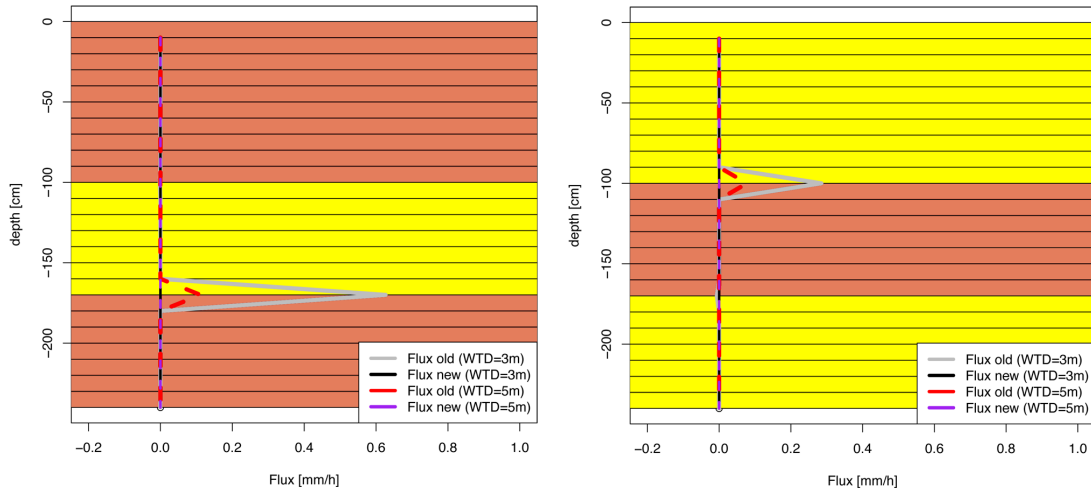 0
−50
−100
−150
−200
depth [cm]
−0.2 0.0 0.2 0.4 0.6 0.8 1.0
Flux [mm/h]
Flux old (WTD=3m)
Flux new (WTD=3m)
Flux old (WTD=5m)
Flux new (WTD=5m)
0
−50
−100
−150
−200
depth [cm]
−0.2 0.0 0.2 0.4 0.6 0.8 1.0
Flux [mm/h]
Flux old (WTD=3m)
Flux new (WTD=3m)
Flux old (WTD=5m)
Flux new (WTD=5m)